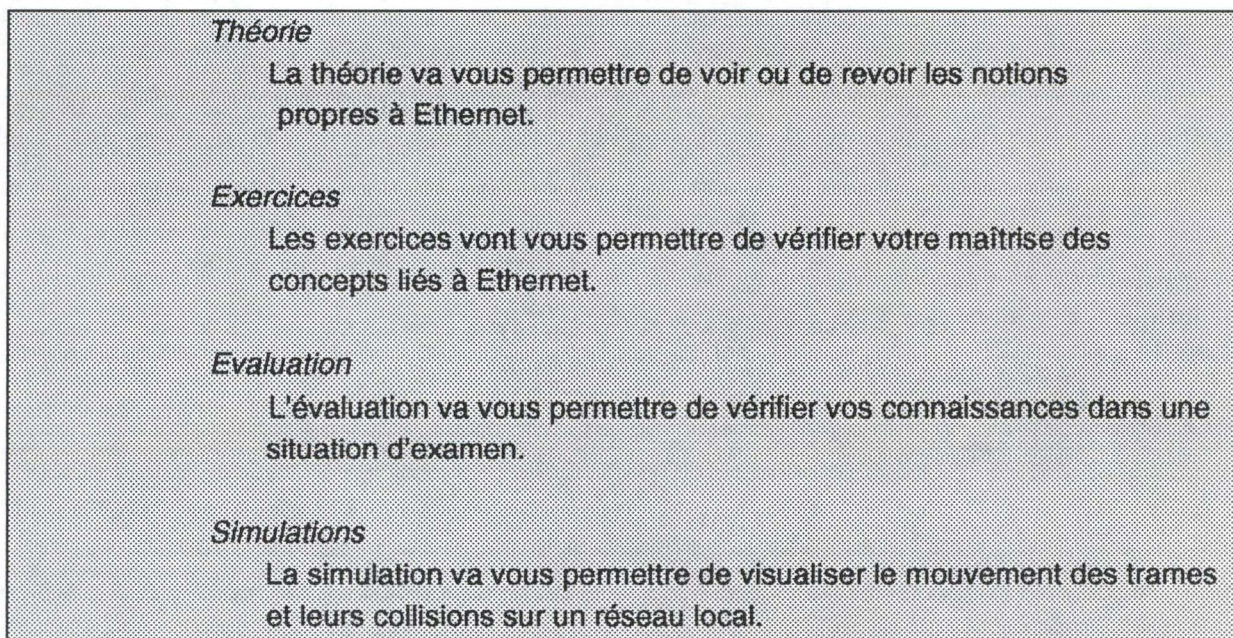 Théorie
La théorie va vous permettre de voir ou de revoir les notions
propres à Ethernet.
Exercices
Les exercices vont vous permettre de vérifier votre maîtrise des
concepts liés à Ethernet.
Evaluation
L'évaluation va vous permettre de vérifier vos connaissances dans une
situation d'examen.
Simulations
La simulation va vous permettre de visualiser le mouvement des trames
et leurs collisions sur un réseau local.